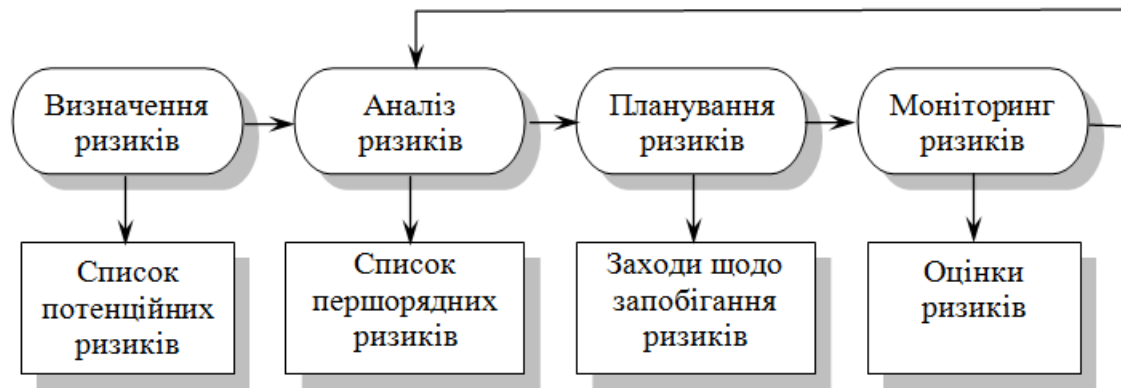 Визначення
ризиків
Аналіз
ризиків
Планування
ризиків
Моніторинг
ризиків
Список
потенційних
ризиків
Список
першорядних
ризиків
Заходи щодо
запобігання
ризиків
Оцінки
ризиків